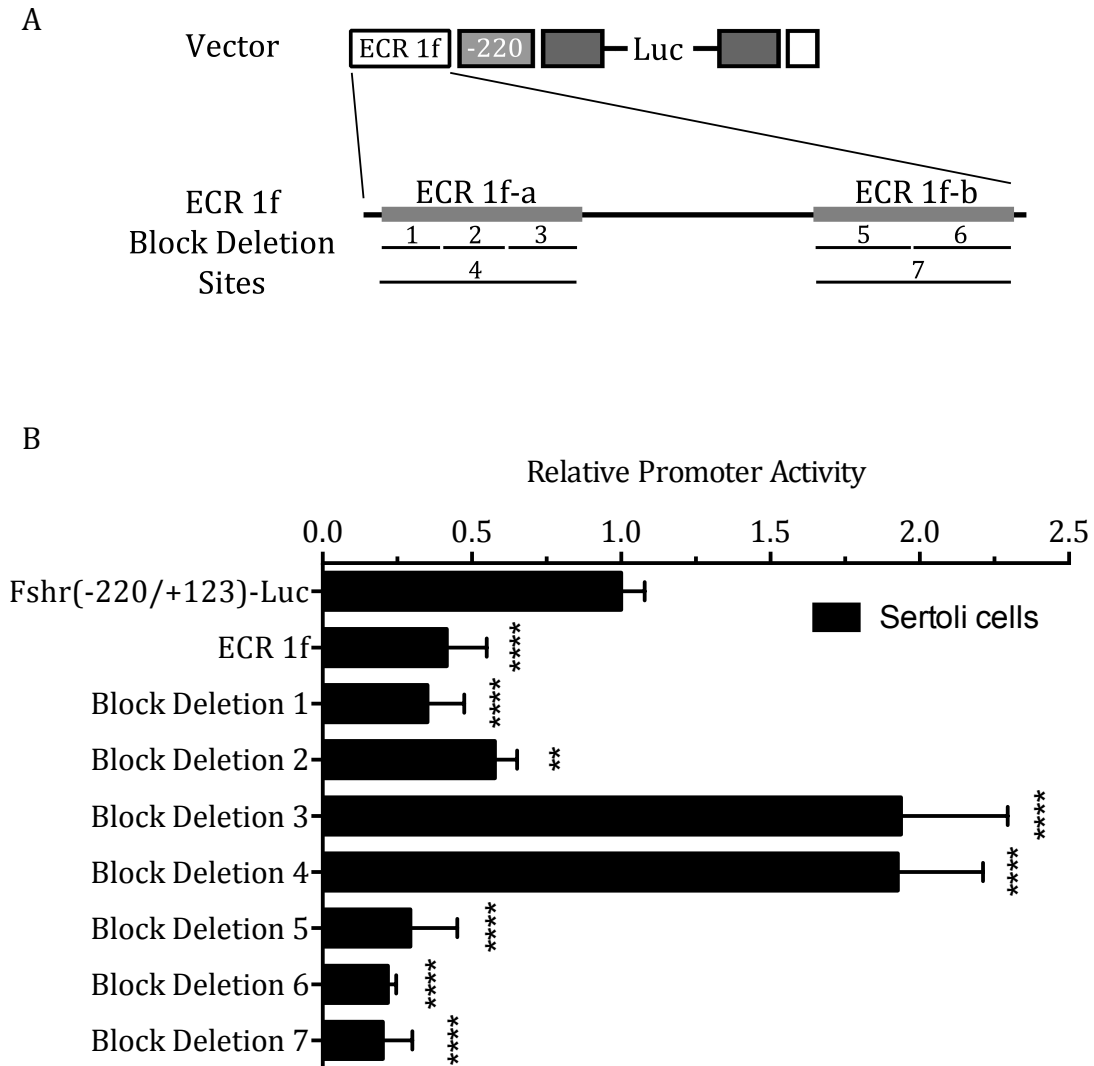 A
Vector
ECR 1f
-220
Luc
ECR 1f-a
ECR 1f-b
ECR 1f
Block Deletion
Sites
1 2 3
5 6
4
7
B
Relative Promoter Activity
0.0 0.5 1.0 1.5 2.0 2.5
Fshr(-220/+123)-Luc
Sertoli cells
ECR 1f
****
Block Deletion 1
****
Block Deletion 2
**
Block Deletion 3
****
Block Deletion 4
****
Block Deletion 5
****
Block Deletion 6
****
Block Deletion 7
****